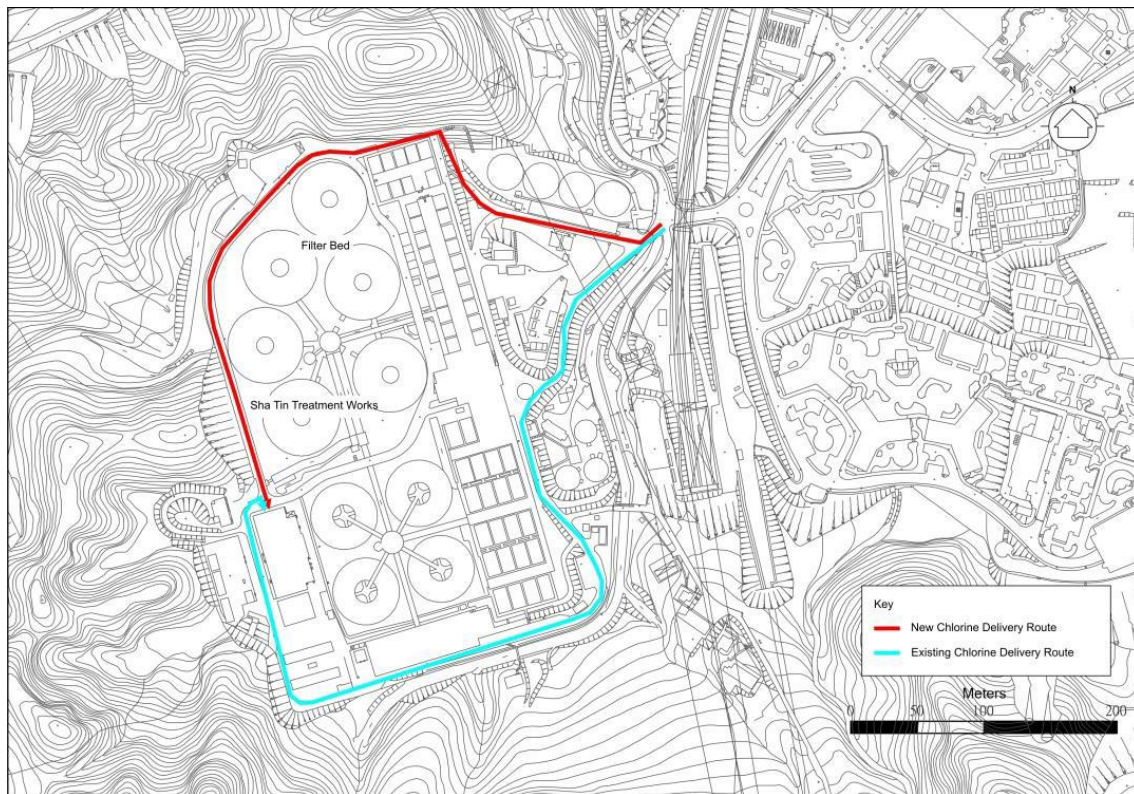 N
Filter Bed
Sha Tin Treatment Works
Key
New Chlorine Delivery Route
Existing Chlorine Delivery Route
Meters
0 50 100 200